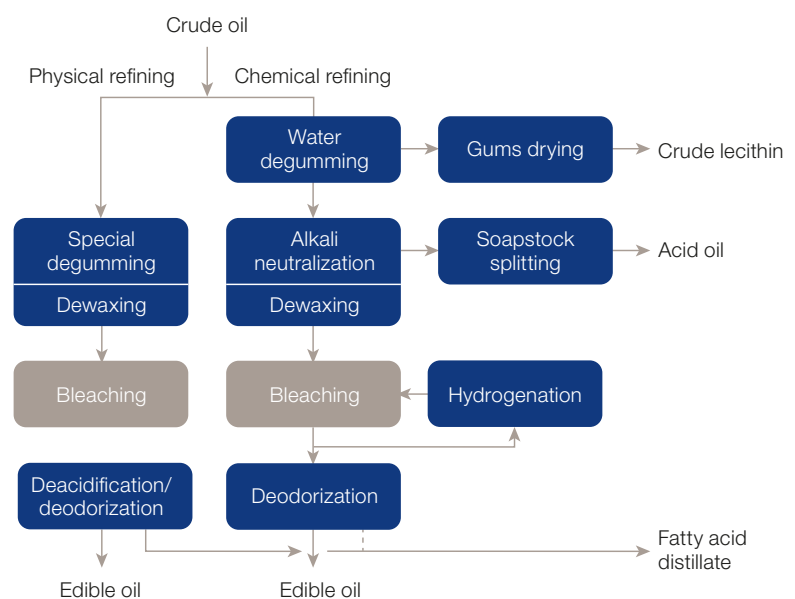 Crude oil
Physical refining
Chemical refining
Water
degumming
Gums drying
Crude lecithin
Special
degumming
Dewaxing
Alkali
neutralization
Dewaxing
Soapstock
splitting
Acid oil
Bleaching
Bleaching
Hydrogenation
Deacidification/
deodorization
Deodorization
Fatty acid
distillate
Edible oil
Edible oil